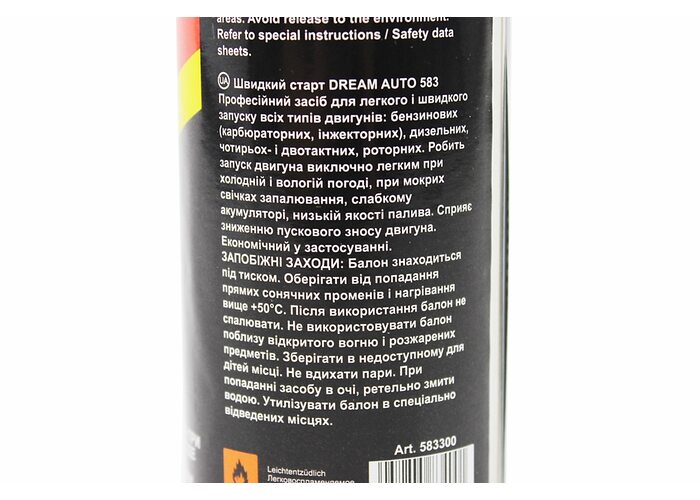 areas. Avoid release to the environment.
Refer to special instructions / Safety data
sheets.
UA Швидкий старт DREAM AUTO 583
Професійний засіб для легкого і швидкого
запуску всіх типів двигунів: бензинових
(карбюраторних, інжекторних), дизельних,
чотирьох- і двотактних, роторних. Робить
запуск двигуна виключно легким при
холодній і вологій погоді, при мокрих
свічках запалювання, слабкому
акумуляторі, низькій якості палива. Сприяє
зниженню пускового зносу двигуна.
Економічний у застосуванні.
ЗАПОБІЖНІ ЗАХОДИ: Балон знаходиться
під тиском. Оберігати від попадання
прямих сонячних променів і нагрівання
вище +50°С. Після використання балон не
спалювати. Не використовувати балон
поблизу відкритого вогню і розжарених
предметів. Зберігати в недоступному для
дітей місці. Не вдихати пари. При
попаданні засобу в очі, ретельно змити
водою. Утилізувати балон в спеціально
відведених місцях.
Art. 583300
Leichtentzüdlich
Легковоспламеняемое